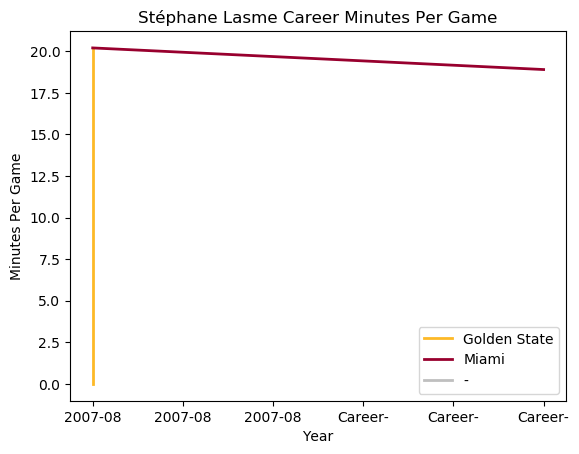 Stéphane Lasme Career Minutes Per Game
20.0
17.5
15.0
12.5
10.0
7.5
5.0
2.5
0.0
Minutes Per Game
2007-08 2007-08 2007-08 Career- Career- Career-
Year
Golden State
Miami
-